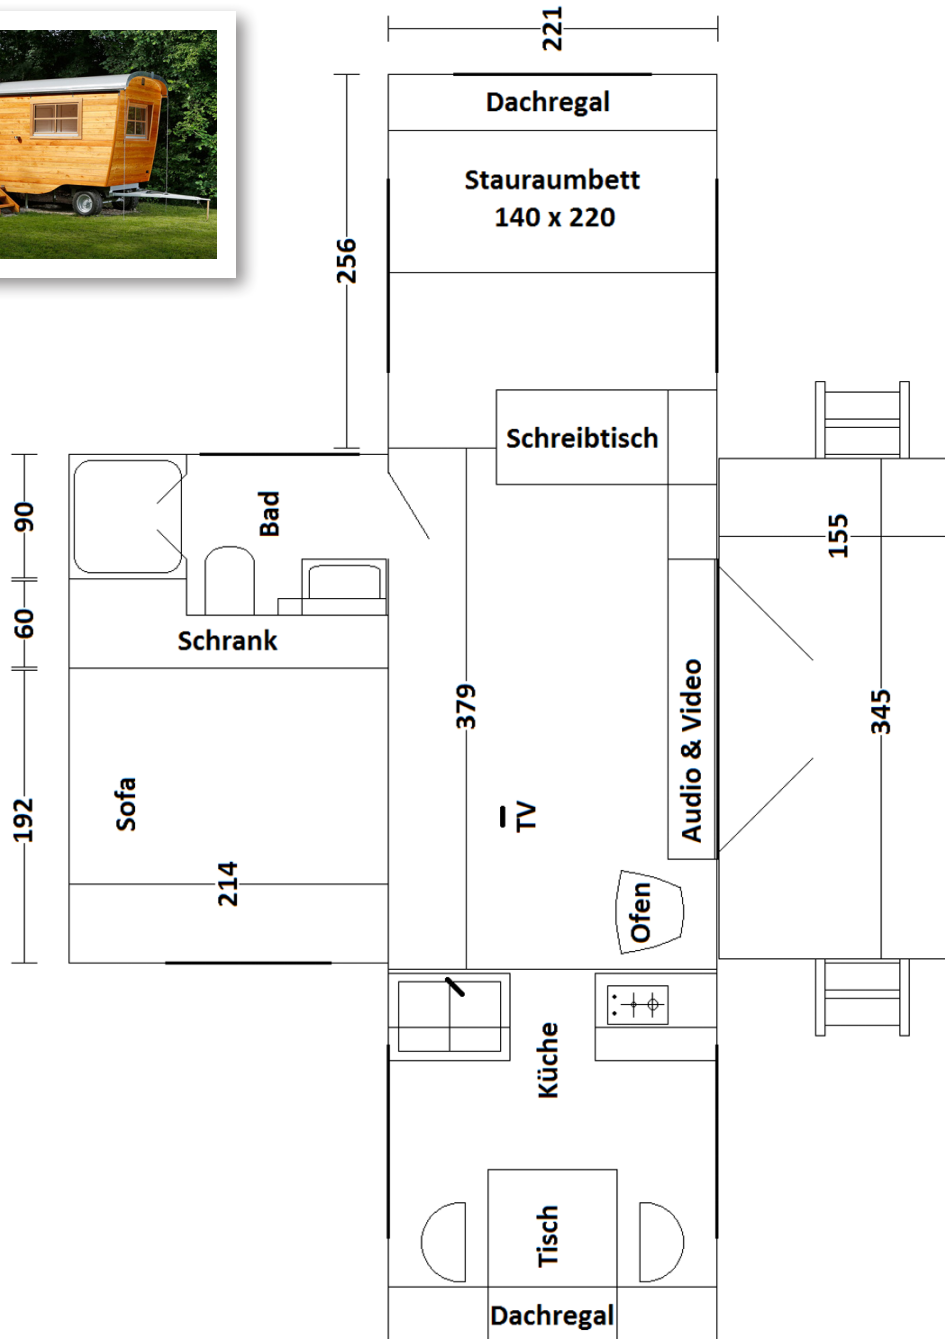 221
Dachregal
Stauraumbett
140 x 220
256
Schreibtisch
90
Bad
155
60
Schrank
379
Audio & Video
345
192
Sofa
TV
214
Ofen
Küche
Tisch
Dachregal